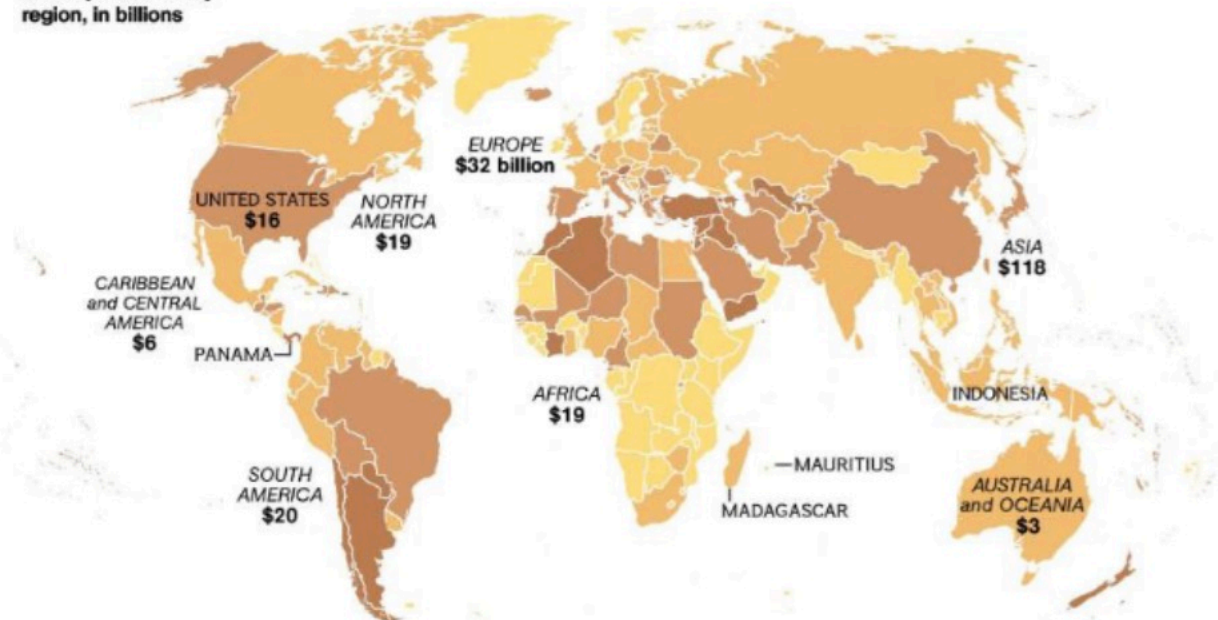 region, in billions
EUROPE
$32 billion
UNITED STATES
$16
NORTH
AMERICA
$19
ASIA
$118
CARIBBEAN
and CENTRAL
AMERICA
$6
PANAMA
AFRICA
$19
INDONESIA
SOUTH
AMERICA
$20
MAURITIUS
MADAGASCAR
AUSTRALIA
and OCEANIA
$3